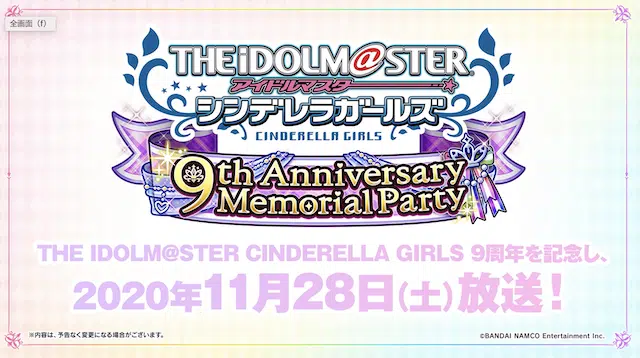 全画面 (f)
THE iDOLM@STER
アイドルマスター
シンデレラガールズ
CINDERELLA GIRLS
9th Anniversary
Memorial Party
THE IDOLM@STER CINDERELLA GIRLS 9周年を記念し、
2020年11月28日(土)放送!
※内容は、予告なく変更になる場合がございます。
©BANDAI NAMCO Entertainment Inc.